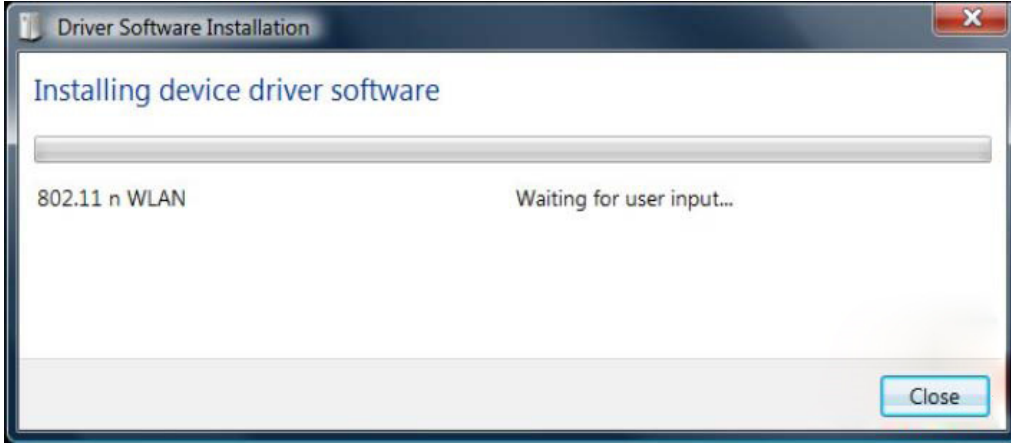 Driver Software Installation
Installing device driver software
802.11 n WLAN Waiting for user input...
Close